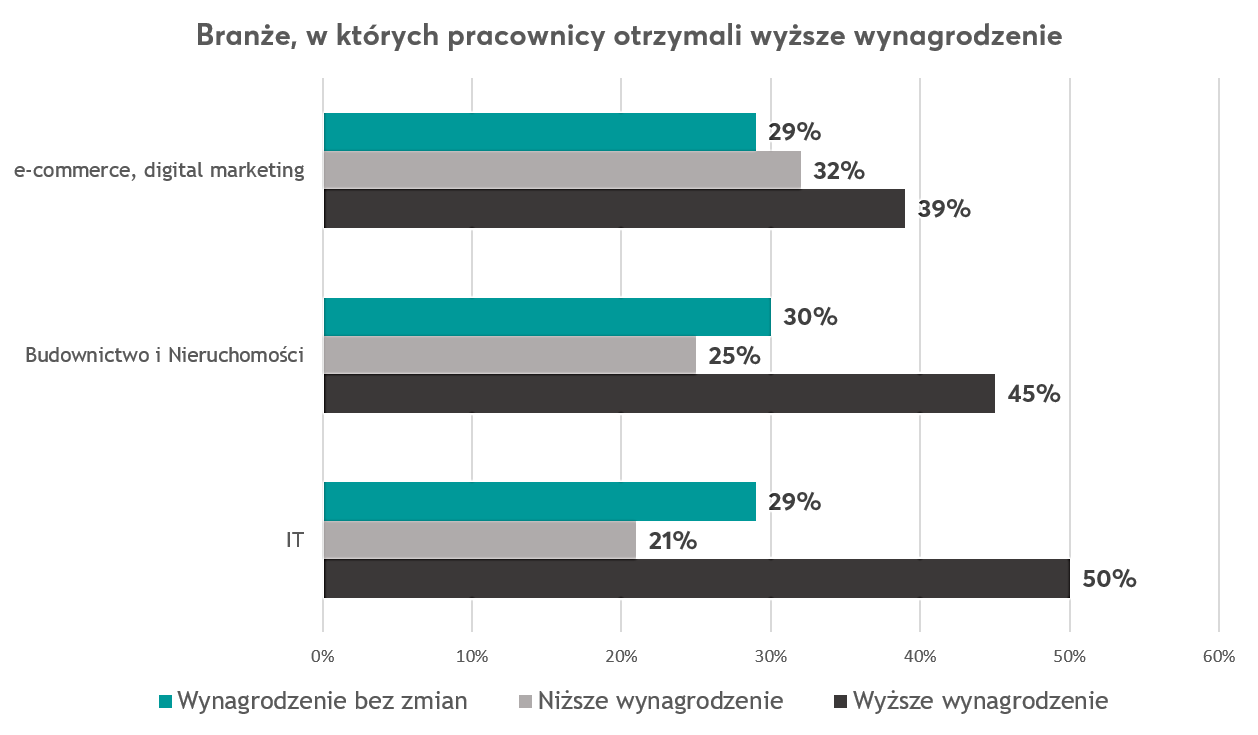 Branże, w których pracownicy otrzymali wyższe wynagrodzenie
29%
e-commerce, digital marketing
32%
39%
30%
Budownictwo i Nieruchomości
25%
45%
29%
IT
21%
50%
0% 10% 20% 30% 40% 50% 60%
Wynagrodzenie bez zmian Niższe wynagrodzenie Wyższe wynagrodzenie